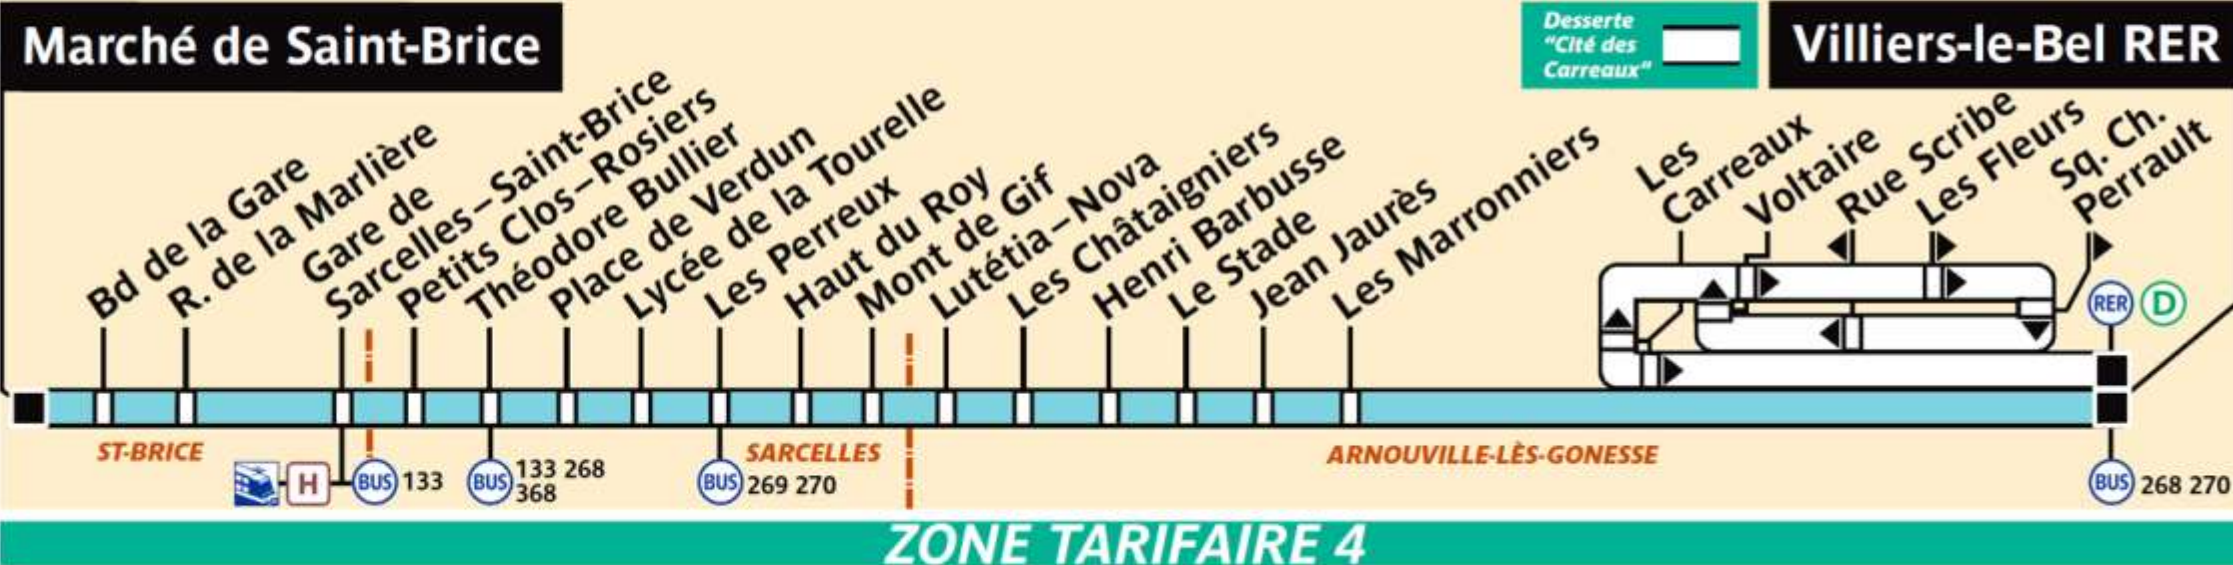 Marché de Saint-Brice
Desserte
"Cité des
Carreaux"
Villiers-le-Bel RER
Bd de la Gare
R. de la Marlière
Gare de
Sarcelles–Saint-Brice
Petits Clos–Rosiers
Théodore Bullier
Place de Verdun
Lycée de la Tourelle
Les Perreux
Haut du Roy
Mont de Gif
Lutétia–Nova
Les Châtaigniers
Henri Barbusse
Le Stade
Jean Jaurès
Les Marronniers
Les
Carreaux
Voltaire
Rue Scribe
Les Fleurs
Sq. Ch.
Perrault
RER D
ST-BRICE
SARCELLES
ARNOUVILLE-LÈS-GONESSE
H BUS 133
BUS 133 268
368
BUS 269 270
BUS 268 270
ZONE TARIFAIRE 4